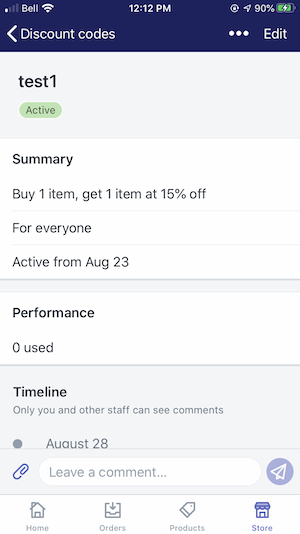 Bell 12:12 PM 90%
Discount codes ••• Edit
test1
Active
Summary
Buy 1 item, get 1 item at 15% off
For everyone
Active from Aug 23
Performance
0 used
Timeline
Only you and other staff can see comments
August 28
Leave a comment...
Home Orders Products Store